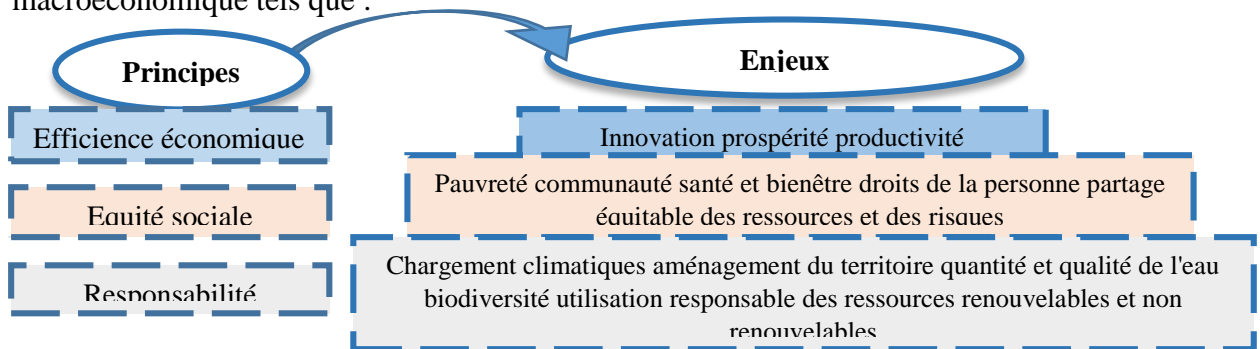 macroéconomique tels que :
Principes
Enjeux
Efficience économique
Innovation prospérité productivité
Equité sociale
Pauvreté communauté santé et bienêtre droits de la personne partage
équitable des ressources et des risques
Responsabilité
Chargement climatiques aménagement du territoire quantité et qualité de l'eau
biodiversité utilisation responsable des ressources renouvelables et non
renouvelables